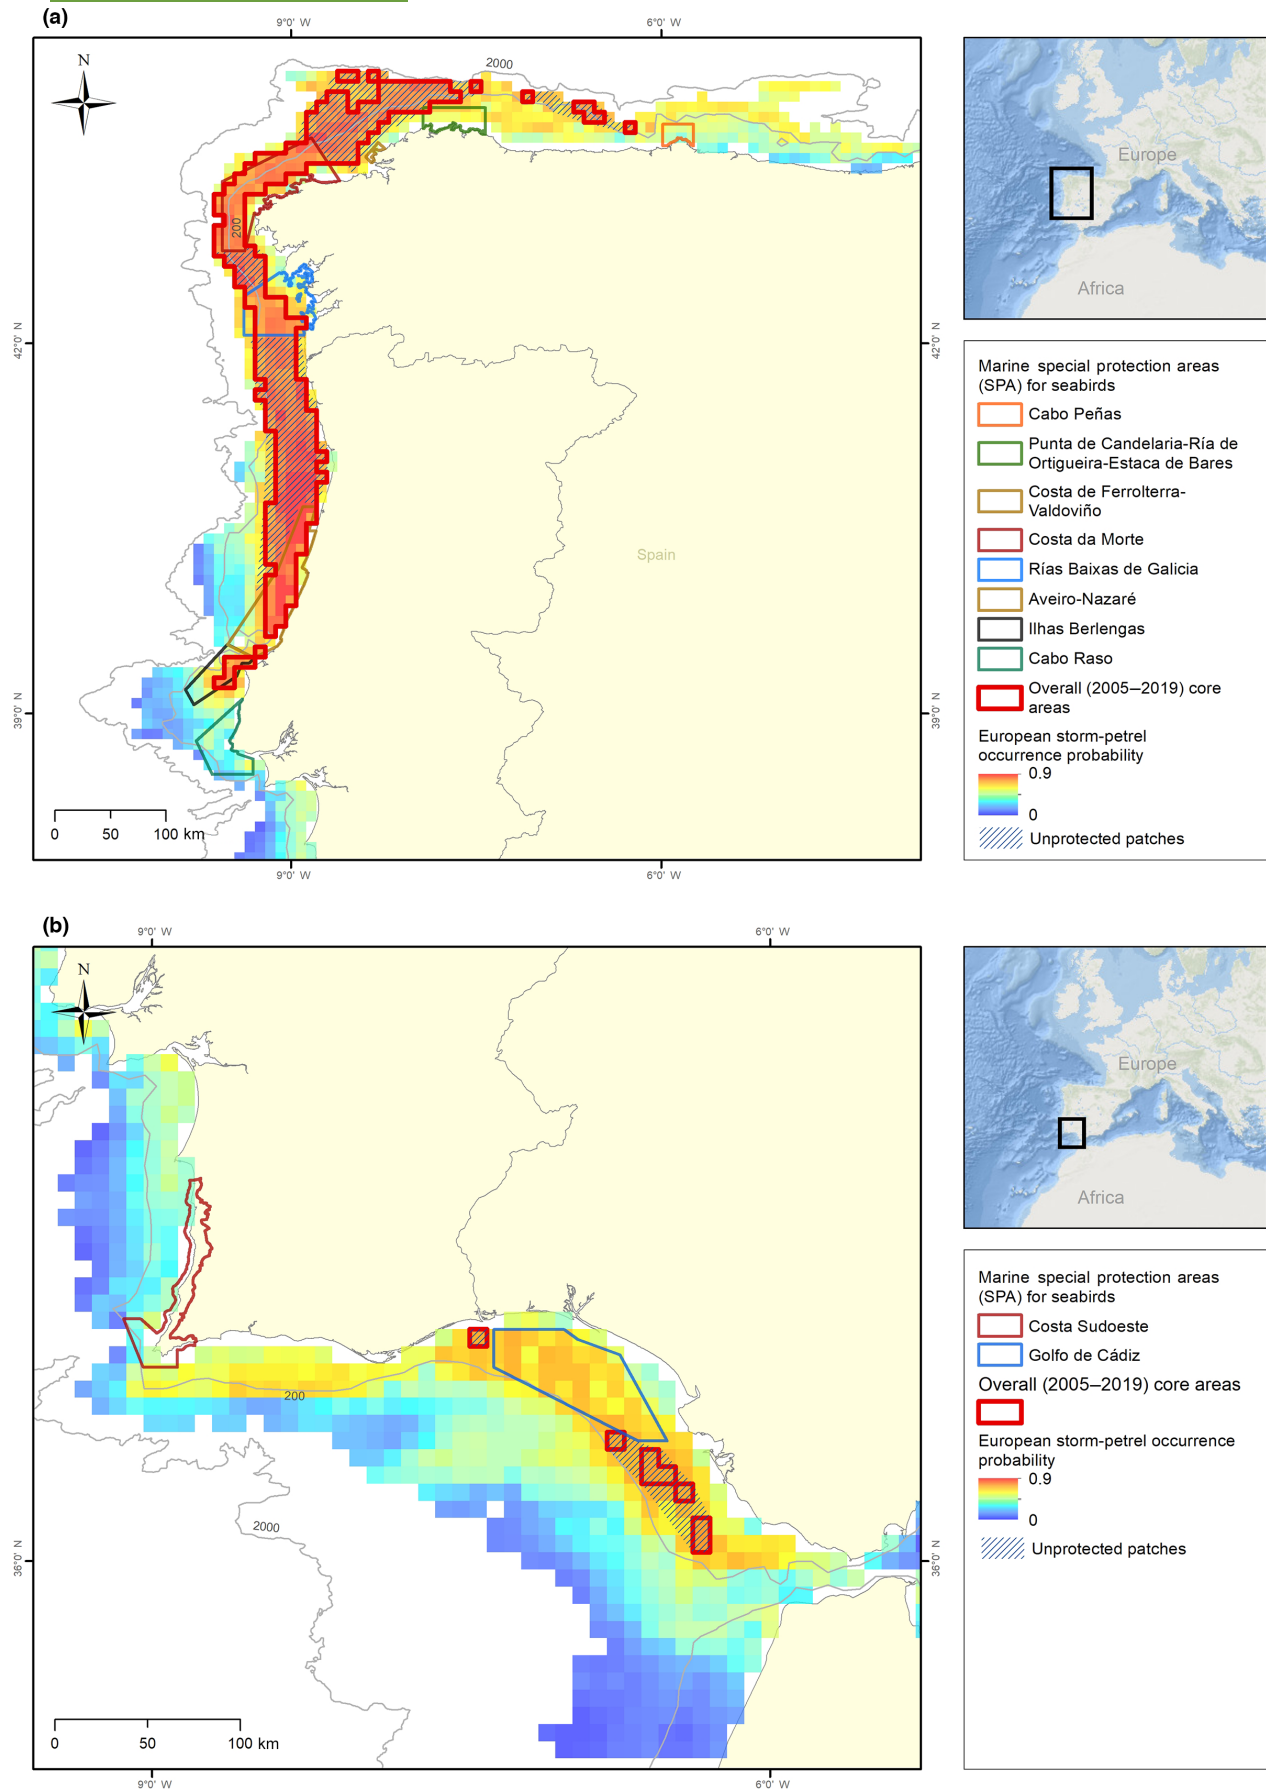 (a)
9°0' W
6°0' W
N
2000
200
42°0' N
42°0' N
Spain
39°0' N
39°0' N
0 50 100 km
9°0' W
6°0' W
Europe
Africa
Marine special protection areas
(SPA) for seabirds
Cabo Peñas
Punta de Candelaria-Ría de
Ortigueira-Estaca de Bares
Costa de Ferrolterra-
Valdoviño
Costa da Morte
Rías Baixas de Galicia
Aveiro-Nazaré
Ilhas Berlengas
Cabo Raso
Overall (2005–2019) core
areas
European storm-petrel
occurrence probability
0.9
0
Unprotected patches
(b)
9°0' W
6°0' W
N
200
2000
36°0' N
36°0' N
0 50 100 km
9°0' W
6°0' W
Europe
Africa
Marine special protection areas
(SPA) for seabirds
Costa Sudoeste
Golfo de Cádiz
Overall (2005–2019) core areas
European storm-petrel occurrence
probability
0.9
0
Unprotected patches